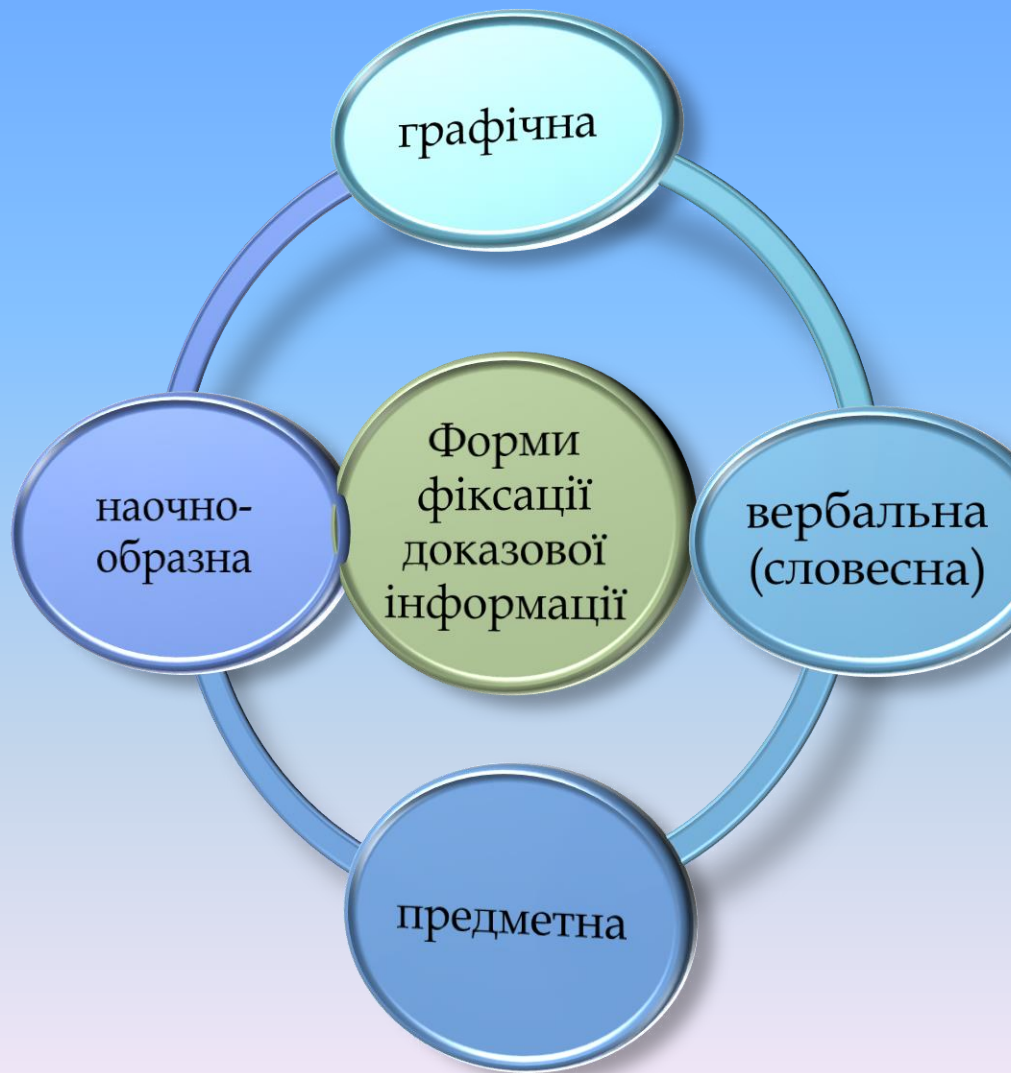 графічна
наочно-
образна
Форми
фіксації
доказової
інформації
вербальна
(словесна)
предметна